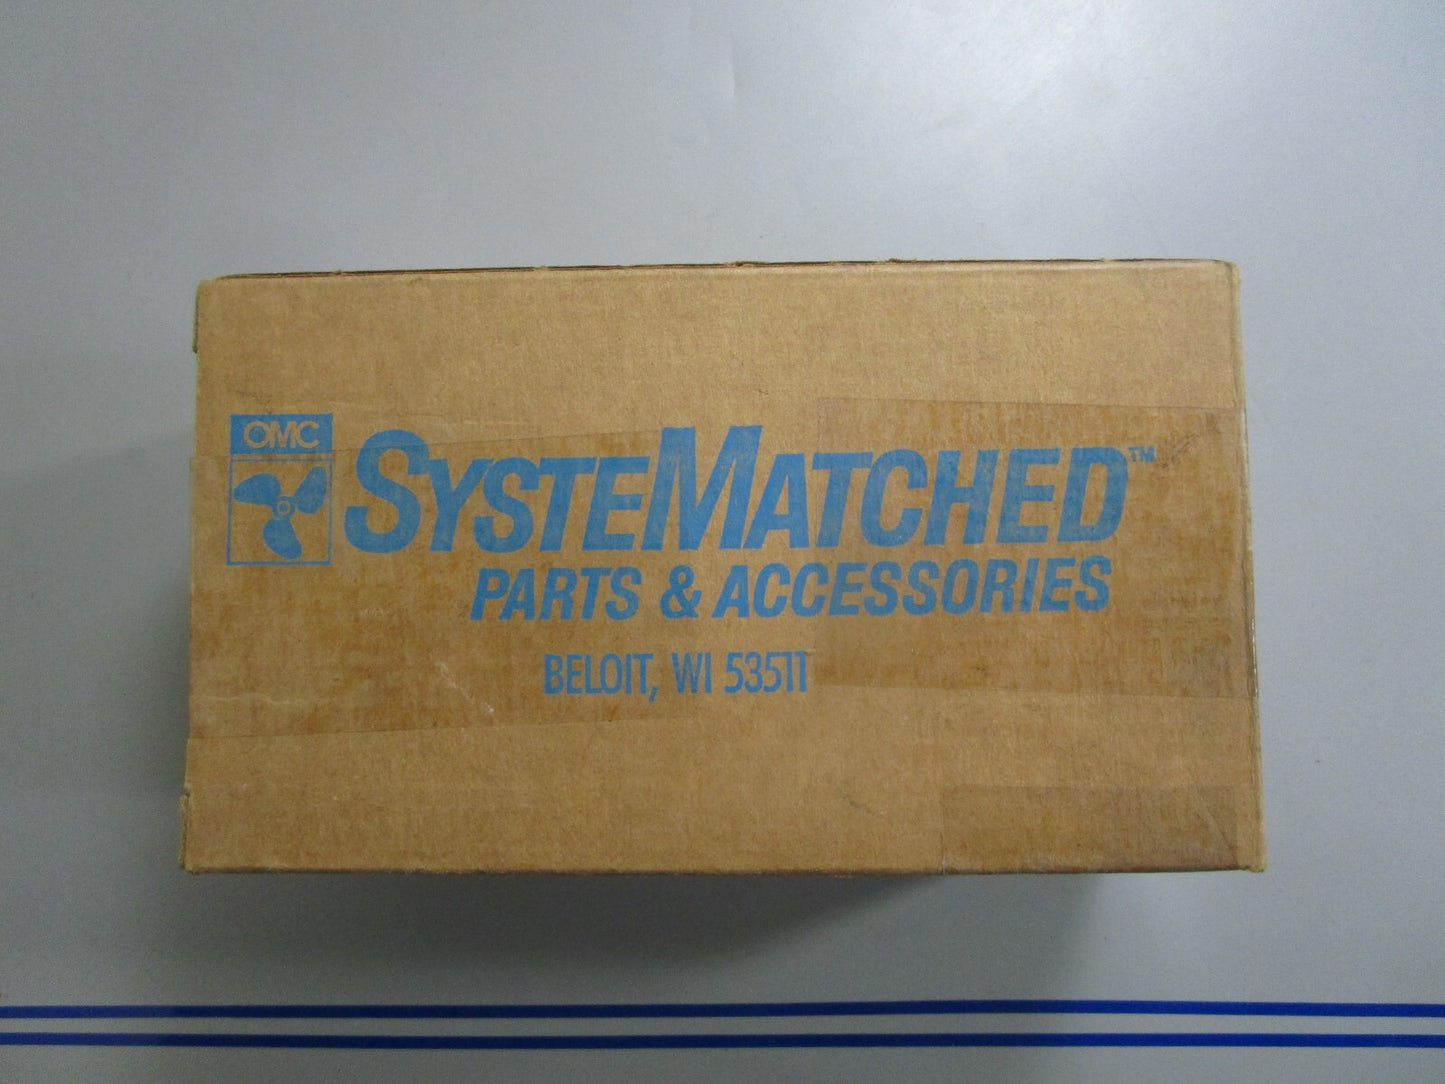 OMC
SYSTEMATCHED™
PARTS & ACCESSORIES
BELOIT, WI 53511